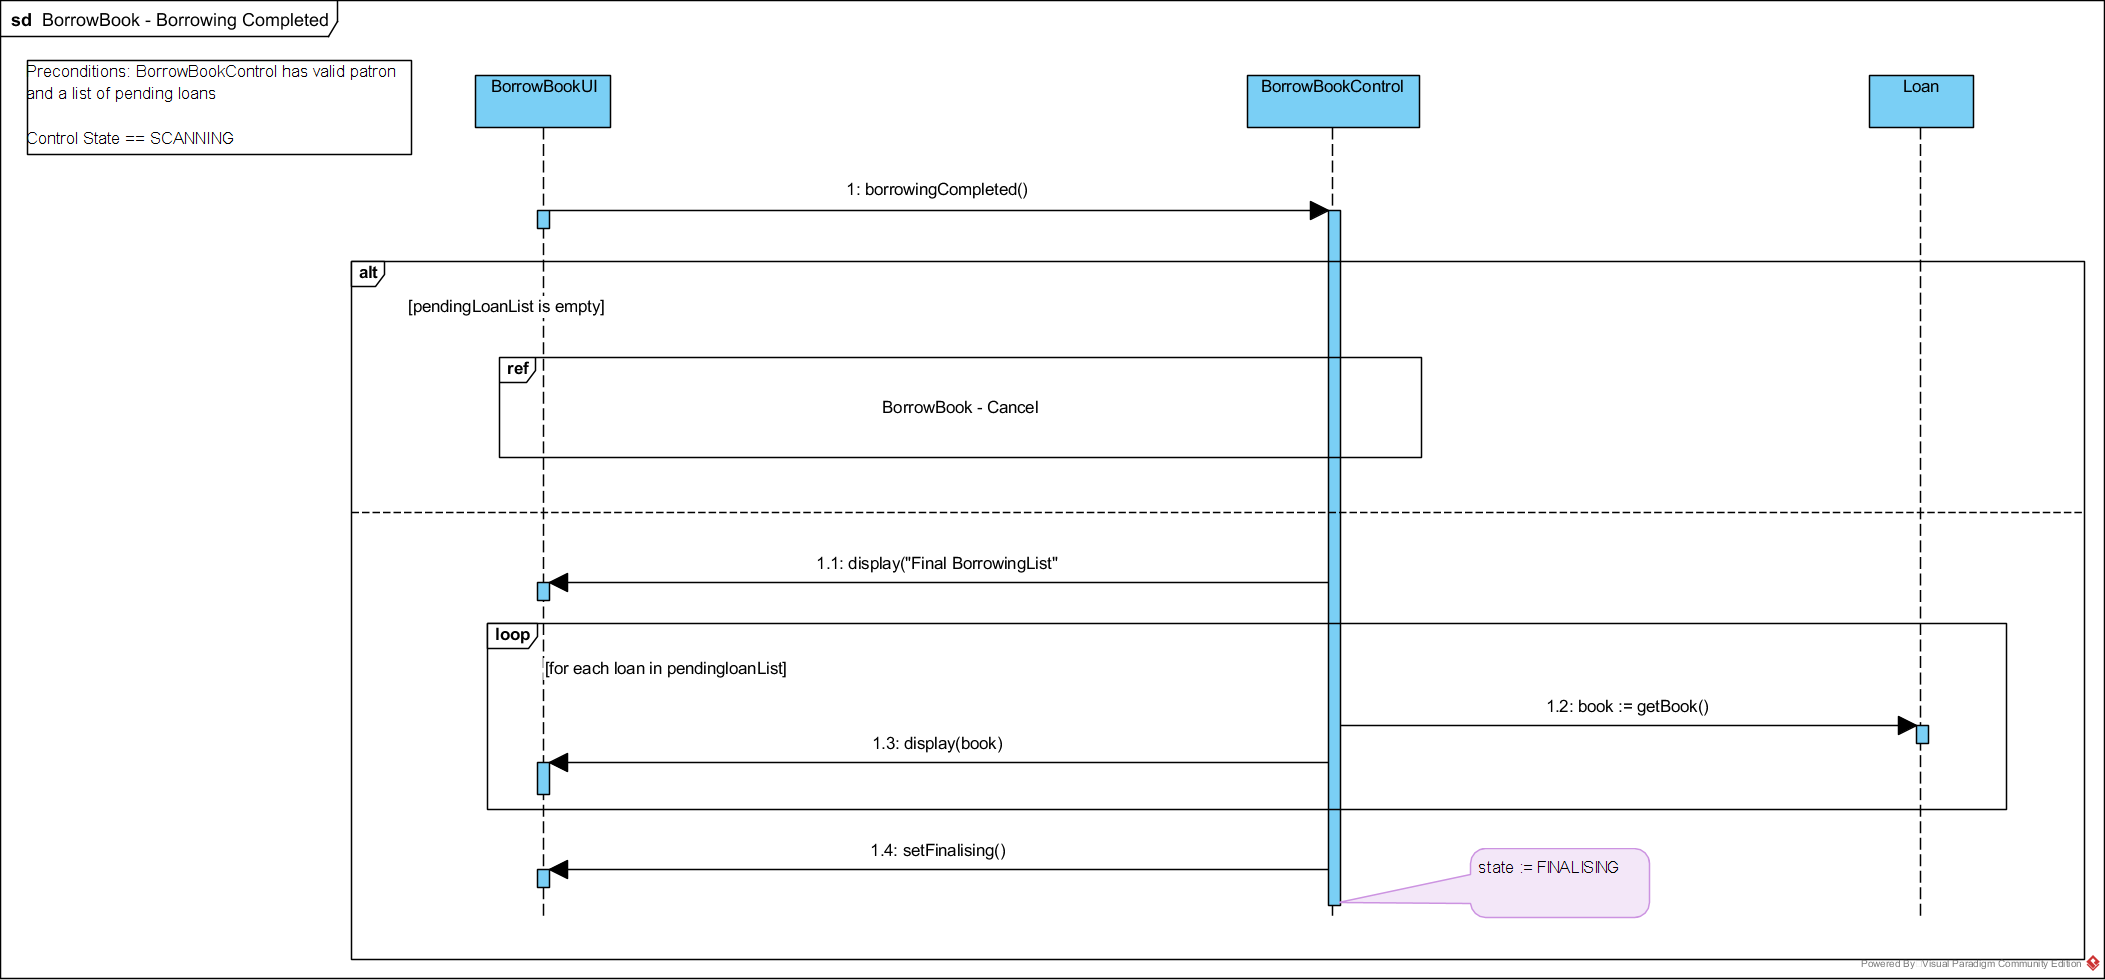 sd BorrowBook - Borrowing Completed
Preconditions: BorrowBookControl has valid patron
and a list of pending loans
Control State == SCANNING
BorrowBookUI
BorrowBookControl
Loan
1: borrowingCompleted()
alt
[pendingLoanList is empty]
ref
BorrowBook - Cancel
1.1: display("Final BorrowingList"
loop
[for each loan in pendingloanList]
1.2: book := getBook()
1.3: display(book)
1.4: setFinalising()
state := FINALISING
Powered By Visual Paradigm Community Edition